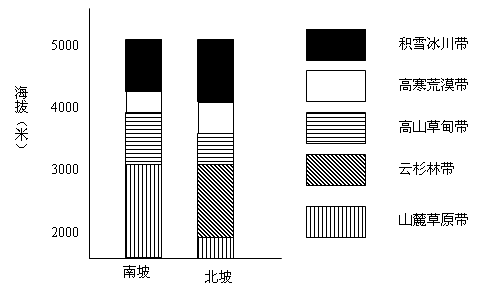 5000
4000
3000
2000
海拔（米）
南坡
北坡
积雪冰川带
高寒荒漠带
高山草甸带
云杉林带
山麓草原带